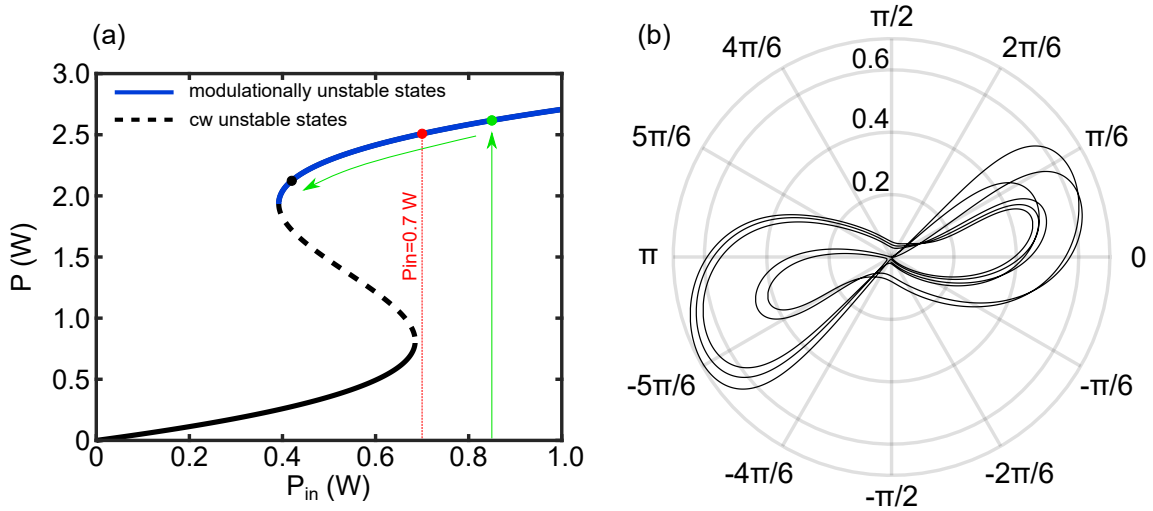 (a)
3.0
2.5
2.0
1.5
1.0
0.5
0
P (W)
modulationally unstable states
cw unstable states
Pin=0.7 W
0
0.2
0.4
0.6
0.8
1.0
P_in (W)
(b)
π/2
4π/6
2π/6
5π/6
π/6
0.6
0.4
0.2
π
0
-5π/6
-π/6
-4π/6
-2π/6
-π/2